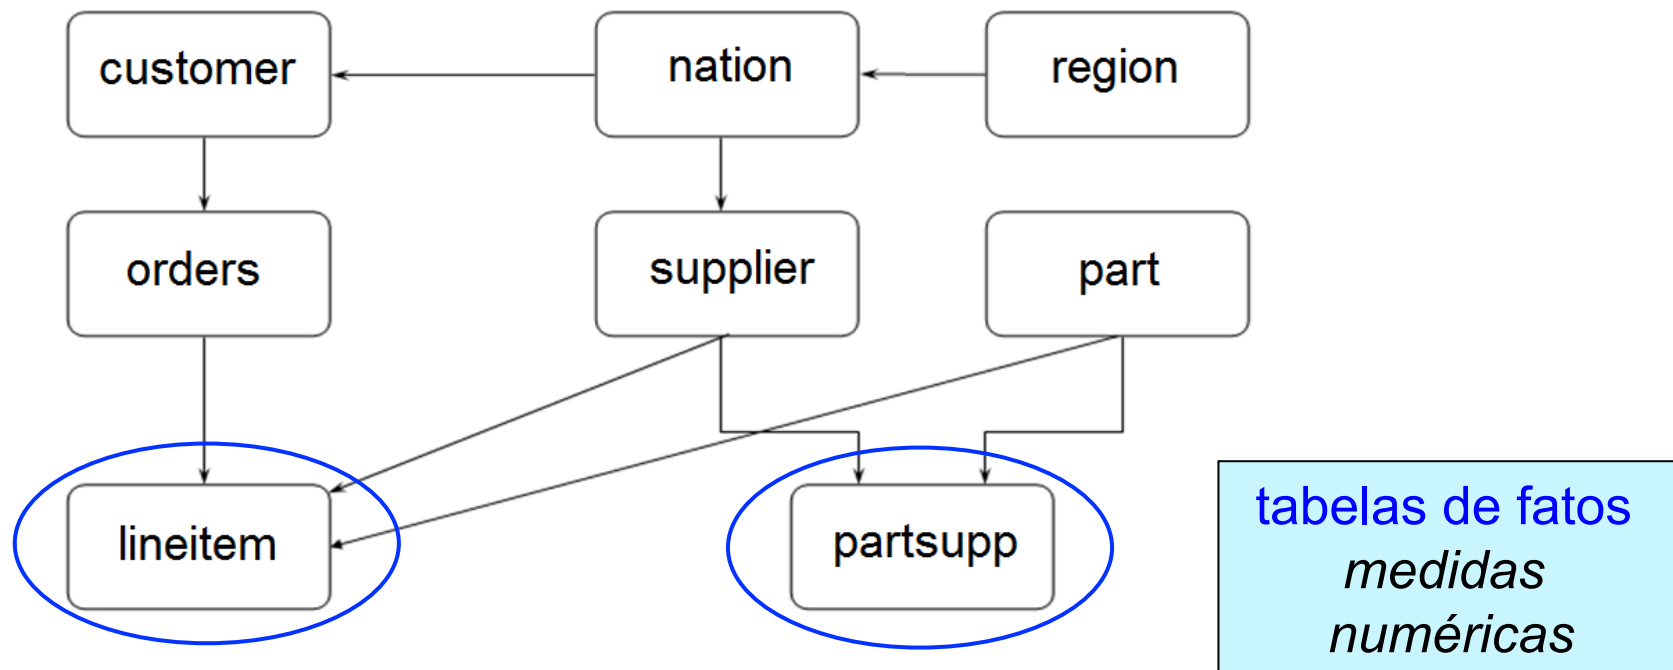 customer
nation
region
orders
supplier
part
lineitem
partsupp
tabelas de fatos
medidas
numéricas